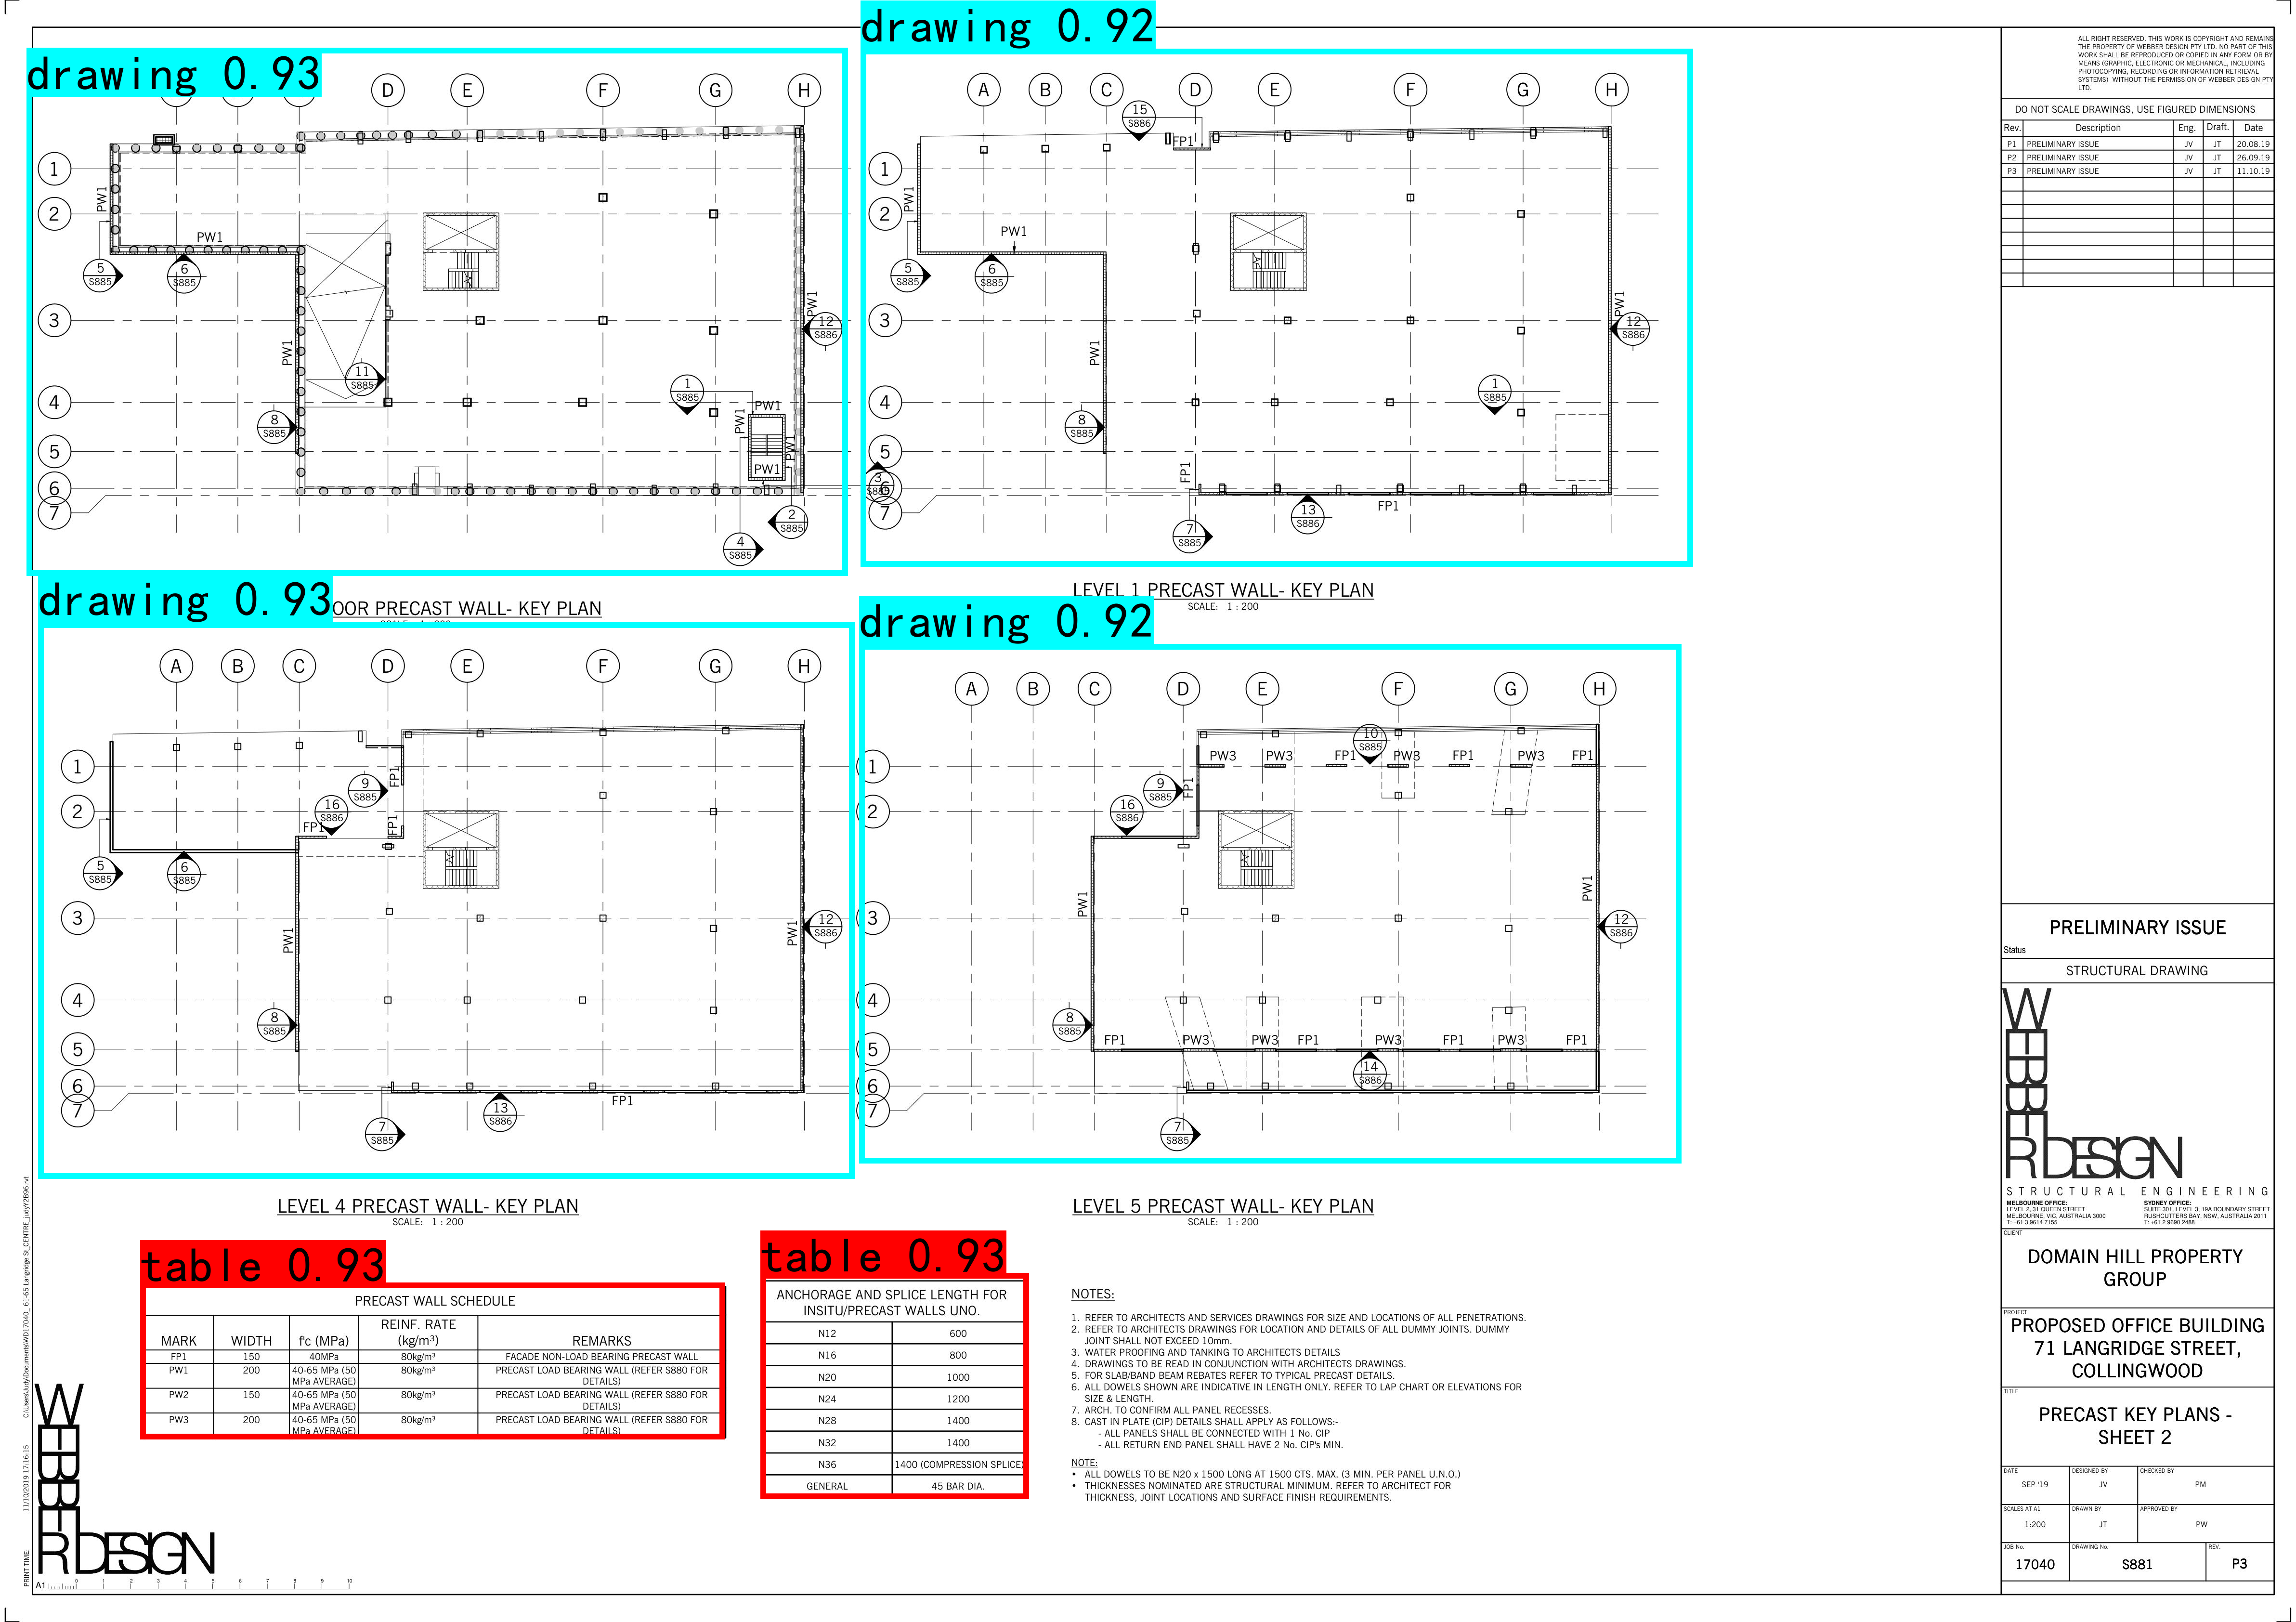 drawing 0.93
D E F G H
1
2
3
4
5
6
7
PW1
PW1
PW1
PW1
PW1
PW1
PW1
PW1
5
S885
6
S885
8
S885
11
S885
1
S885
12
S886
2
S885
4
S885
3
OOR PRECAST WALL- KEY PLAN
drawing 0.92
A B C D E F G H
1
2
3
4
5
6
7
15
S886
FP1
PW1
PW1
PW1
PW1
FP1
FP1
5
S885
6
S885
8
S885
1
S885
12
S886
13
S886
7
S885
LEVEL 1 PRECAST WALL- KEY PLAN
SCALE: 1 : 200
drawing 0.93
A B C D E F G H
1
2
3
4
5
6
7
9
S885
16
S886
FP1
FP1
FP1
PW1
PW1
FP1
5
S885
6
S885
8
S885
12
S886
13
S886
7
S885
LEVEL 4 PRECAST WALL- KEY PLAN
SCALE: 1 : 200
drawing 0.92
A B C D E F G H
1
2
3
4
5
6
7
10
S885
PW3 PW3 FP1 PW3 FP1 PW3 FP1
9
S885
FP1
16
S886
PW1
PW1
12
S886
8
S885
FP1 PW3 PW3 FP1 PW3 FP1 PW3 FP1
14
S886
7
S885
LEVEL 5 PRECAST WALL- KEY PLAN
SCALE: 1 : 200
table 0.93
PRECAST WALL SCHEDULE
MARK WIDTH f'c (MPa) REINF. RATE (kg/m³) REMARKS
FP1 150 40MPa 80kg/m³ FACADE NON-LOAD BEARING PRECAST WALL
PW1 200 40-65 MPa (50 MPa AVERAGE) 80kg/m³ PRECAST LOAD BEARING WALL (REFER S880 FOR DETAILS)
PW2 150 40-65 MPa (50 MPa AVERAGE) 80kg/m³ PRECAST LOAD BEARING WALL (REFER S880 FOR DETAILS)
PW3 200 40-65 MPa (50 MPa AVERAGE) 80kg/m³ PRECAST LOAD BEARING WALL (REFER S880 FOR DETAILS)
table 0.93
ANCHORAGE AND SPLICE LENGTH FOR
INSITU/PRECAST WALLS UNO.
N12 600
N16 800
N20 1000
N24 1200
N28 1400
N32 1400
N36 1400 (COMPRESSION SPLICE)
GENERAL 45 BAR DIA.
NOTES:
1. REFER TO ARCHITECTS AND SERVICES DRAWINGS FOR SIZE AND LOCATIONS OF ALL PENETRATIONS.
2. REFER TO ARCHITECTS DRAWINGS FOR LOCATION AND DETAILS OF ALL DUMMY JOINTS. DUMMY
JOINT SHALL NOT EXCEED 10mm.
3. WATER PROOFING AND TANKING TO ARCHITECTS DETAILS
4. DRAWINGS TO BE READ IN CONJUNCTION WITH ARCHITECTS DRAWINGS.
5. FOR SLAB/BAND BEAM REBATES REFER TO TYPICAL PRECAST DETAILS.
6. ALL DOWELS SHOWN ARE INDICATIVE IN LENGTH ONLY. REFER TO LAP CHART OR ELEVATIONS FOR
SIZE & LENGTH.
7. ARCH. TO CONFIRM ALL PANEL RECESSES.
8. CAST IN PLATE (CIP) DETAILS SHALL APPLY AS FOLLOWS:-
- ALL PANELS SHALL BE CONNECTED WITH 1 No. CIP
- ALL RETURN END PANEL SHALL HAVE 2 No. CIP's MIN.
NOTE:
• ALL DOWELS TO BE N20 x 1500 LONG AT 1500 CTS. MAX. (3 MIN. PER PANEL U.N.O.)
• THICKNESSES NOMINATED ARE STRUCTURAL MINIMUM. REFER TO ARCHITECT FOR
THICKNESS, JOINT LOCATIONS AND SURFACE FINISH REQUIREMENTS.
PRINT TIME: 11/10/2019 17:16:15 C:\Users\Judy\Documents\WD17040_ 61-65 Langridge St_CENTRE_judyY2B96.rvt
WEBBER DESIGN
A1 0 1 2 3 4 5 6 7 8 9 10
ALL RIGHT RESERVED. THIS WORK IS COPYRIGHT AND REMAINS
THE PROPERTY OF WEBBER DESIGN PTY LTD. NO PART OF THIS
WORK SHALL BE REPRODUCED OR COPIED IN ANY FORM OR BY
MEANS (GRAPHIC, ELECTRONIC OR MECHANICAL, INCLUDING
PHOTOCOPYING, RECORDING OR INFORMATION RETRIEVAL
SYSTEMS) WITHOUT THE PERMISSION OF WEBBER DESIGN PTY
LTD.
DO NOT SCALE DRAWINGS, USE FIGURED DIMENSIONS
Rev. Description Eng. Draft. Date
P1 PRELIMINARY ISSUE JV JT 20.08.19
P2 PRELIMINARY ISSUE JV JT 26.09.19
P3 PRELIMINARY ISSUE JV JT 11.10.19
PRELIMINARY ISSUE
Status
STRUCTURAL DRAWING
WEBBER DESIGN
STRUCTURAL ENGINEERING
MELBOURNE OFFICE:
LEVEL 2, 31 QUEEN STREET
MELBOURNE, VIC, AUSTRALIA 3000
T: +61 3 9614 7155
SYDNEY OFFICE:
SUITE 301, LEVEL 3, 19A BOUNDARY STREET
RUSHCUTTERS BAY, NSW, AUSTRALIA 2011
T: +61 2 9690 2488
CLIENT
DOMAIN HILL PROPERTY
GROUP
PROJECT
PROPOSED OFFICE BUILDING
71 LANGRIDGE STREET,
COLLINGWOOD
TITLE
PRECAST KEY PLANS -
SHEET 2
DATE DESIGNED BY CHECKED BY
SEP '19 JV PM
SCALES AT A1 DRAWN BY APPROVED BY
1:200 JT PW
JOB No. DRAWING No. REV.
17040 S881 P3